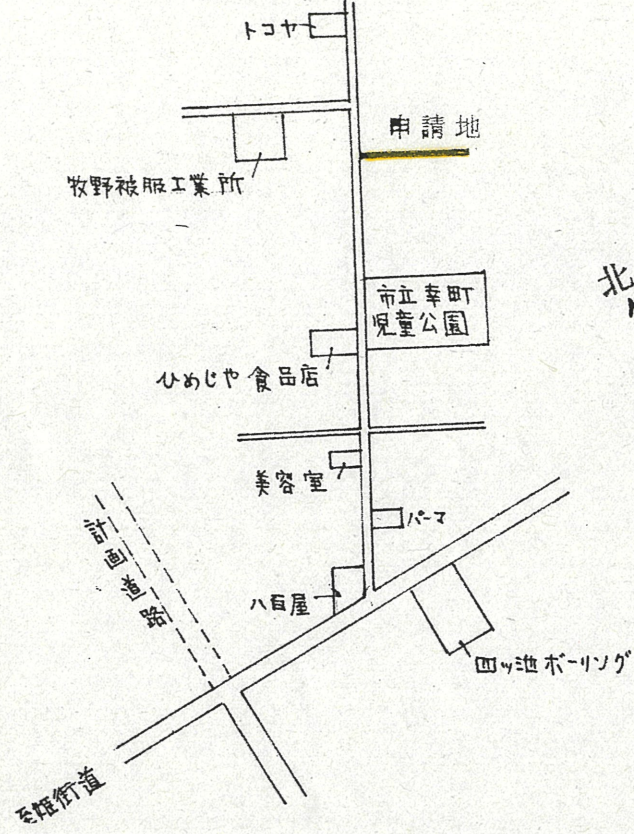 トコヤ
申請地
牧野被服工業所
北
市立幸町
児童公園
ひめじや食品店
美容室
パーマ
計画道路
八百屋
四ッ池ボーリング
至姫街道